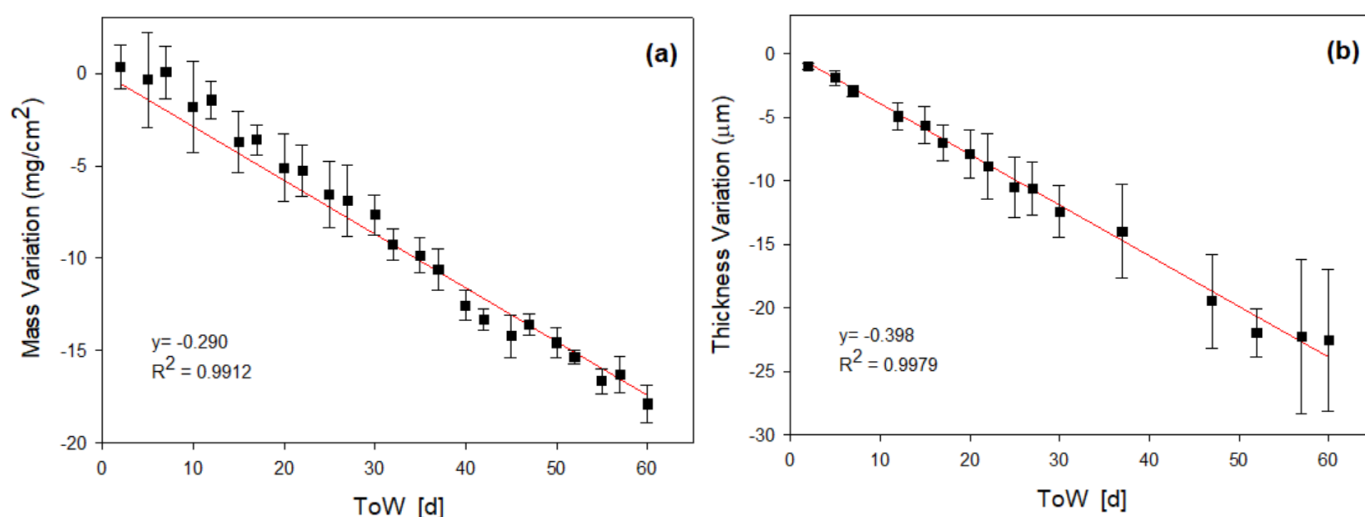 (a)
Mass Variation (mg/cm²)
0
-5
-10
-15
-20
y= -0.290
R² = 0.9912
0 10 20 30 40 50 60
ToW [d]
(b)
Thickness Variation (μm)
0
-5
-10
-15
-20
-25
-30
y= -0.398
R² = 0.9979
0 10 20 30 40 50 60
ToW [d]